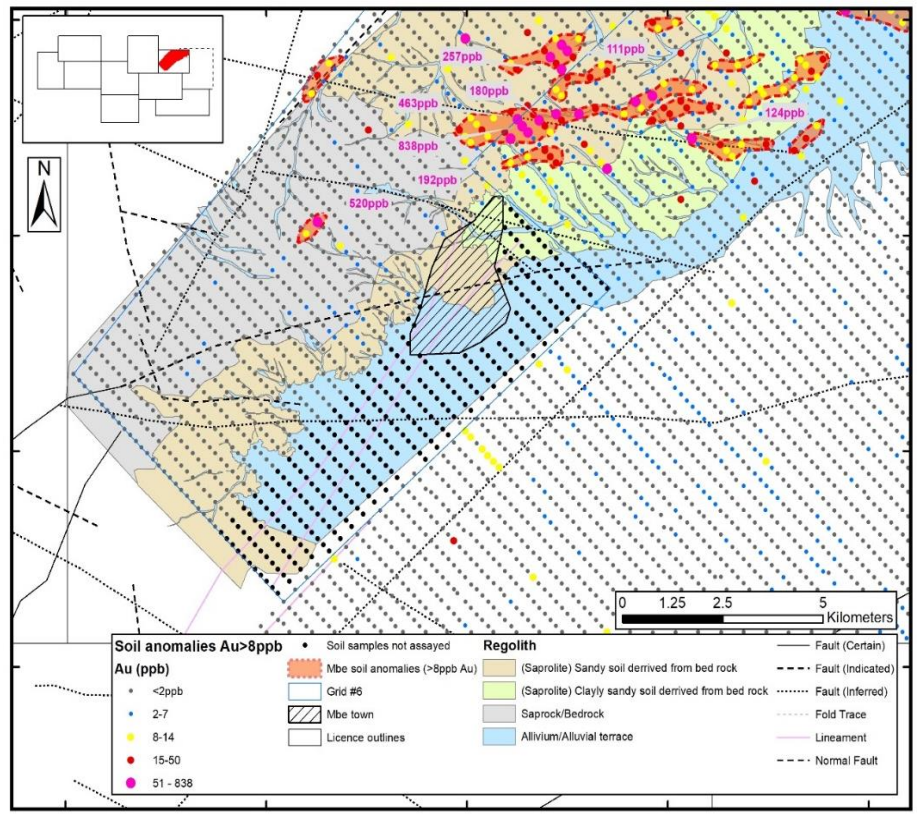 257ppb
111ppb
180ppb
463ppb
124ppb
838ppb
192ppb
520ppb
N
0 1.25 2.5 5
Kilometers
Soil anomalies Au>8ppb
Au (ppb)
<2ppb
2-7
8-14
15-50
51 - 838
Soil samples not assayed
Mbe soil anomalies (>8ppb Au)
Grid #6
Mbe town
Licence outlines
Regolith
(Saprolite) Sandy soil derrived from bed rock
(Saprolite) Clayly sandy soil derrived from bed rock
Saprock/Bedrock
Allivium/Alluvial terrace
Fault (Certain)
Fault (Indicated)
Fault (Inferred)
Fold Trace
Lineament
Normal Fault